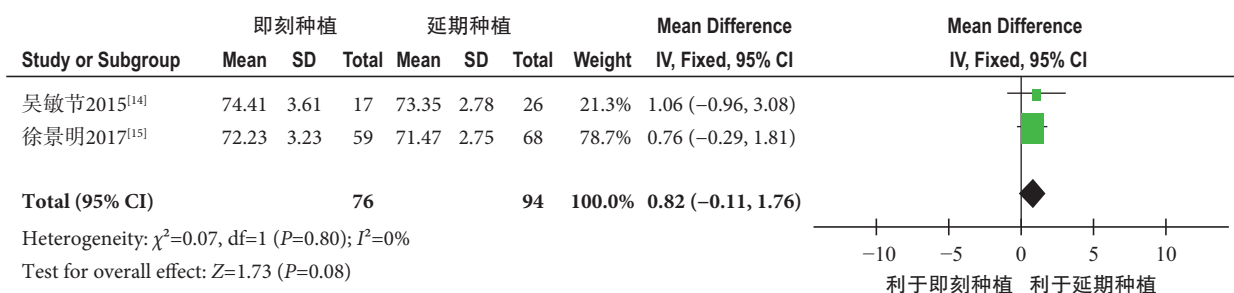 即刻种植 延期种植 Mean Difference Mean Difference
Study or Subgroup Mean SD Total Mean SD Total Weight IV, Fixed, 95% CI IV, Fixed, 95% CI
吴敏节2015[14] 74.41 3.61 17 73.35 2.78 26 21.3% 1.06 (−0.96, 3.08)
徐景明2017[15] 72.23 3.23 59 71.47 2.75 68 78.7% 0.76 (−0.29, 1.81)
Total (95% CI) 76 94 100.0% 0.82 (−0.11, 1.76)
Heterogeneity: χ²=0.07, df=1 (P=0.80); I²=0%
Test for overall effect: Z=1.73 (P=0.08)
−10 −5 0 5 10
利于即刻种植 利于延期种植